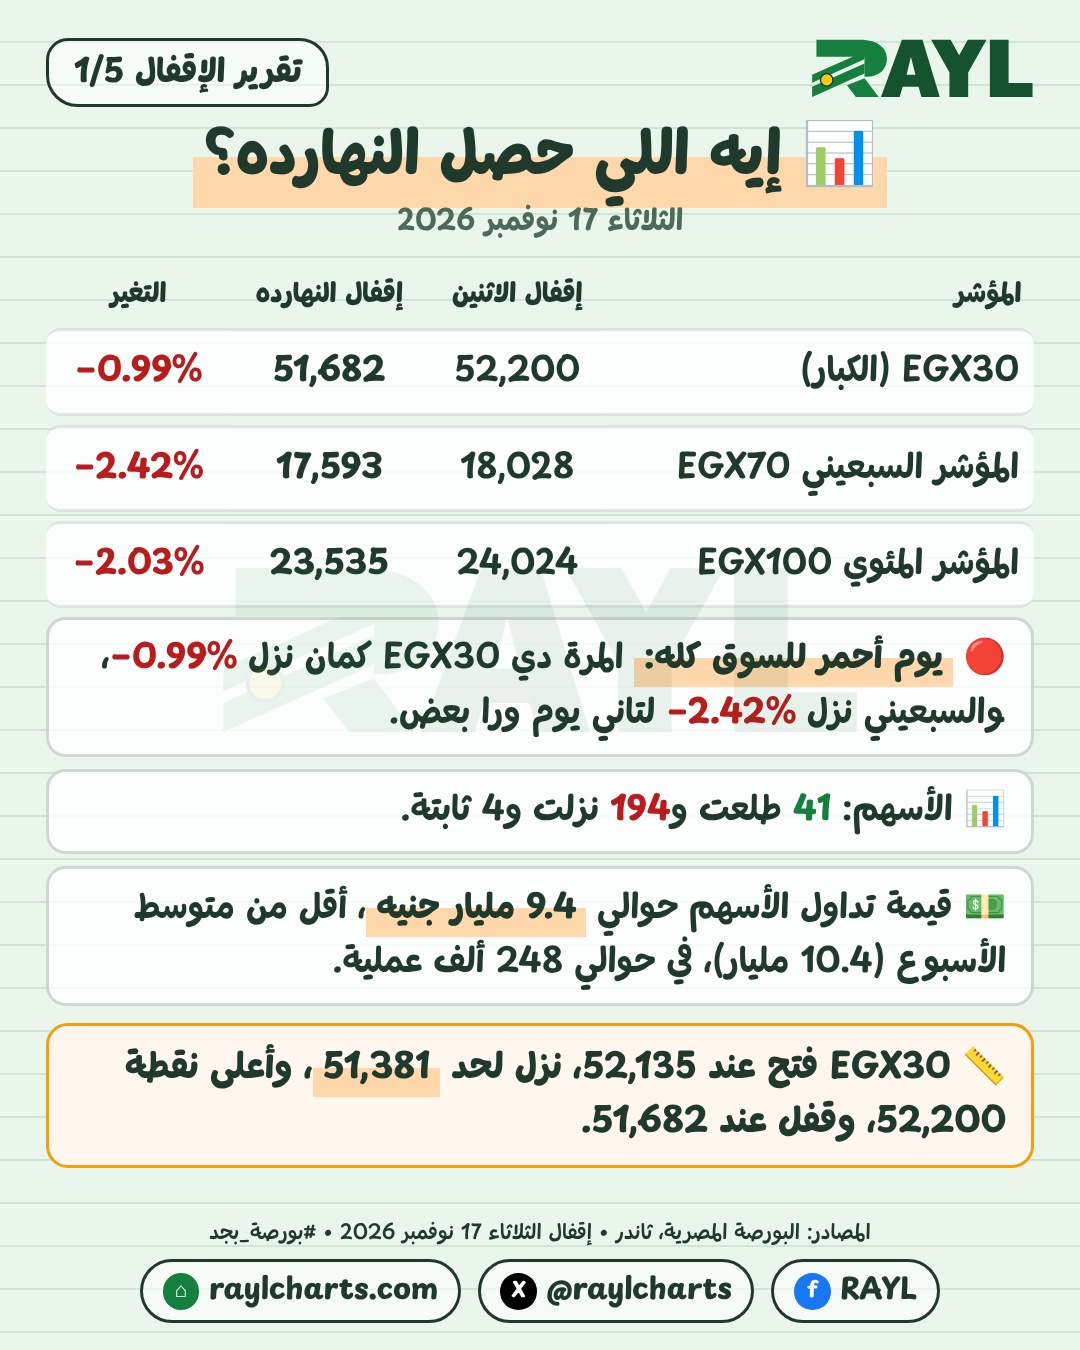 RAYL
تقرير الإقفال 1/5
📊 إيه اللي حصل النهارده؟
الثلاثاء 17 نوفمبر 2026
المؤشر إقفال الاثنين إقفال النهارده التغير
EGX30 (الكبار) 52,200 51,682 −0.99%
المؤشر السبعيني EGX70 18,028 17,593 −2.42%
المؤشر المئوي EGX100 24,024 23,535 −2.03%
🔴 يوم أحمر للسوق كله: المرة دي EGX30 كمان نزل −0.99%،
والسبعيني نزل −2.42% لتاني يوم ورا بعض.
📊 الأسهم: 41 طلعت و194 نزلت و4 ثابتة.
💵 قيمة تداول الأسهم حوالي 9.4 مليار جنيه، أقل من متوسط
الأسبوع (10.4 مليار)، في حوالي 248 ألف عملية.
📏 EGX30 فتح عند 52,135، نزل لحد 51,381، وأعلى نقطة
52,200، وقفل عند 51,682.
المصادر: البورصة المصرية، ثاندر • إقفال الثلاثاء 17 نوفمبر 2026 • #بورصة_بجد
raylcharts.com
@raylcharts
RAYL